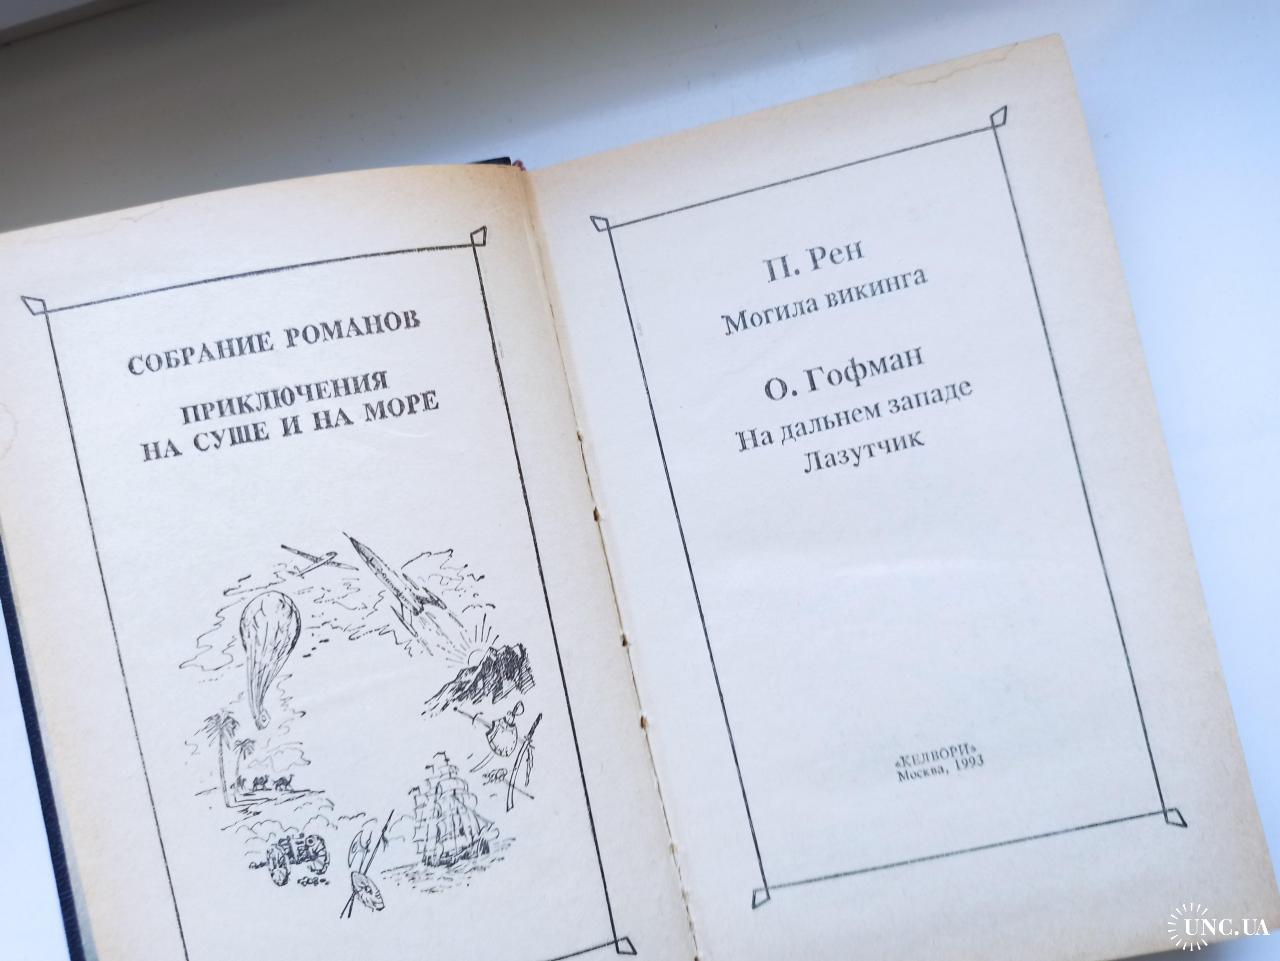 СОБРАНИЕ РОМАНОВ
ПРИКЛЮЧЕНИЯ
НА СУШЕ И НА МОРЕ
П. Рен
Могила викинга
О. Гофман
На дальнем западе
Лазутчик
«КЕЛВОРИ»
Москва, 1993
UNC.UA